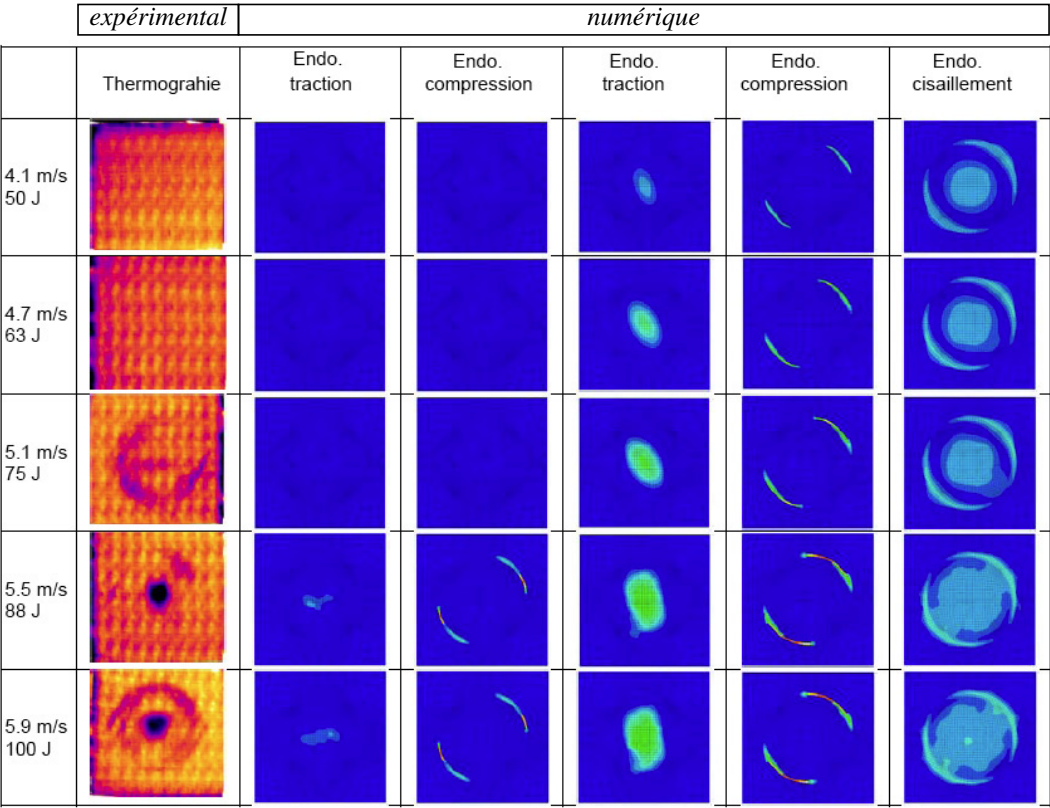 expérimental
numérique
Thermograhie
Endo.
traction
Endo.
compression
Endo.
traction
Endo.
compression
Endo.
cisaillement
4.1 m/s
50 J
4.7 m/s
63 J
5.1 m/s
75 J
5.5 m/s
88 J
5.9 m/s
100 J